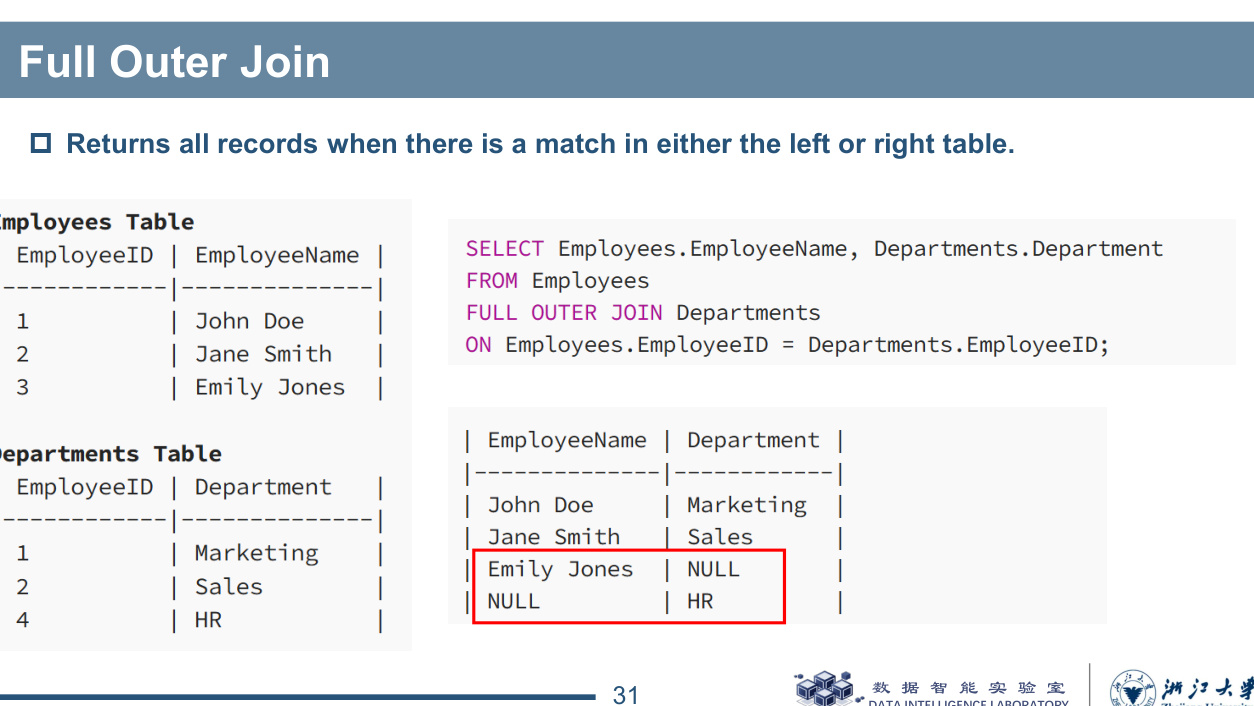 Full Outer Join
Returns all records when there is a match in either the left or right table.
mployees Table
EmployeeID | EmployeeName |
------------|--------------|
1 | John Doe |
2 | Jane Smith |
3 | Emily Jones |
epartments Table
EmployeeID | Department |
------------|--------------|
1 | Marketing |
2 | Sales |
4 | HR |
SELECT Employees.EmployeeName, Departments.Department
FROM Employees
FULL OUTER JOIN Departments
ON Employees.EmployeeID = Departments.EmployeeID;
| EmployeeName | Department |
|--------------|------------|
| John Doe | Marketing |
| Jane Smith | Sales |
| Emily Jones | NULL |
| NULL | HR |
31
数据智能实验室
DATA INTELLIGENCE LABORATORY
浙江大学